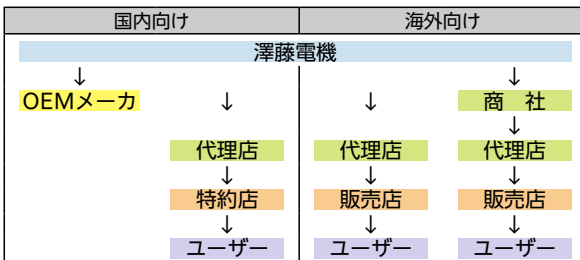 国内向け 海外向け
澤藤電機
↓ ↓
OEMメーカ ↓ ↓ 商　社
↓
代理店 代理店 代理店
↓ ↓ ↓
特約店 販売店 販売店
↓ ↓ ↓
ユーザー ユーザー ユーザー